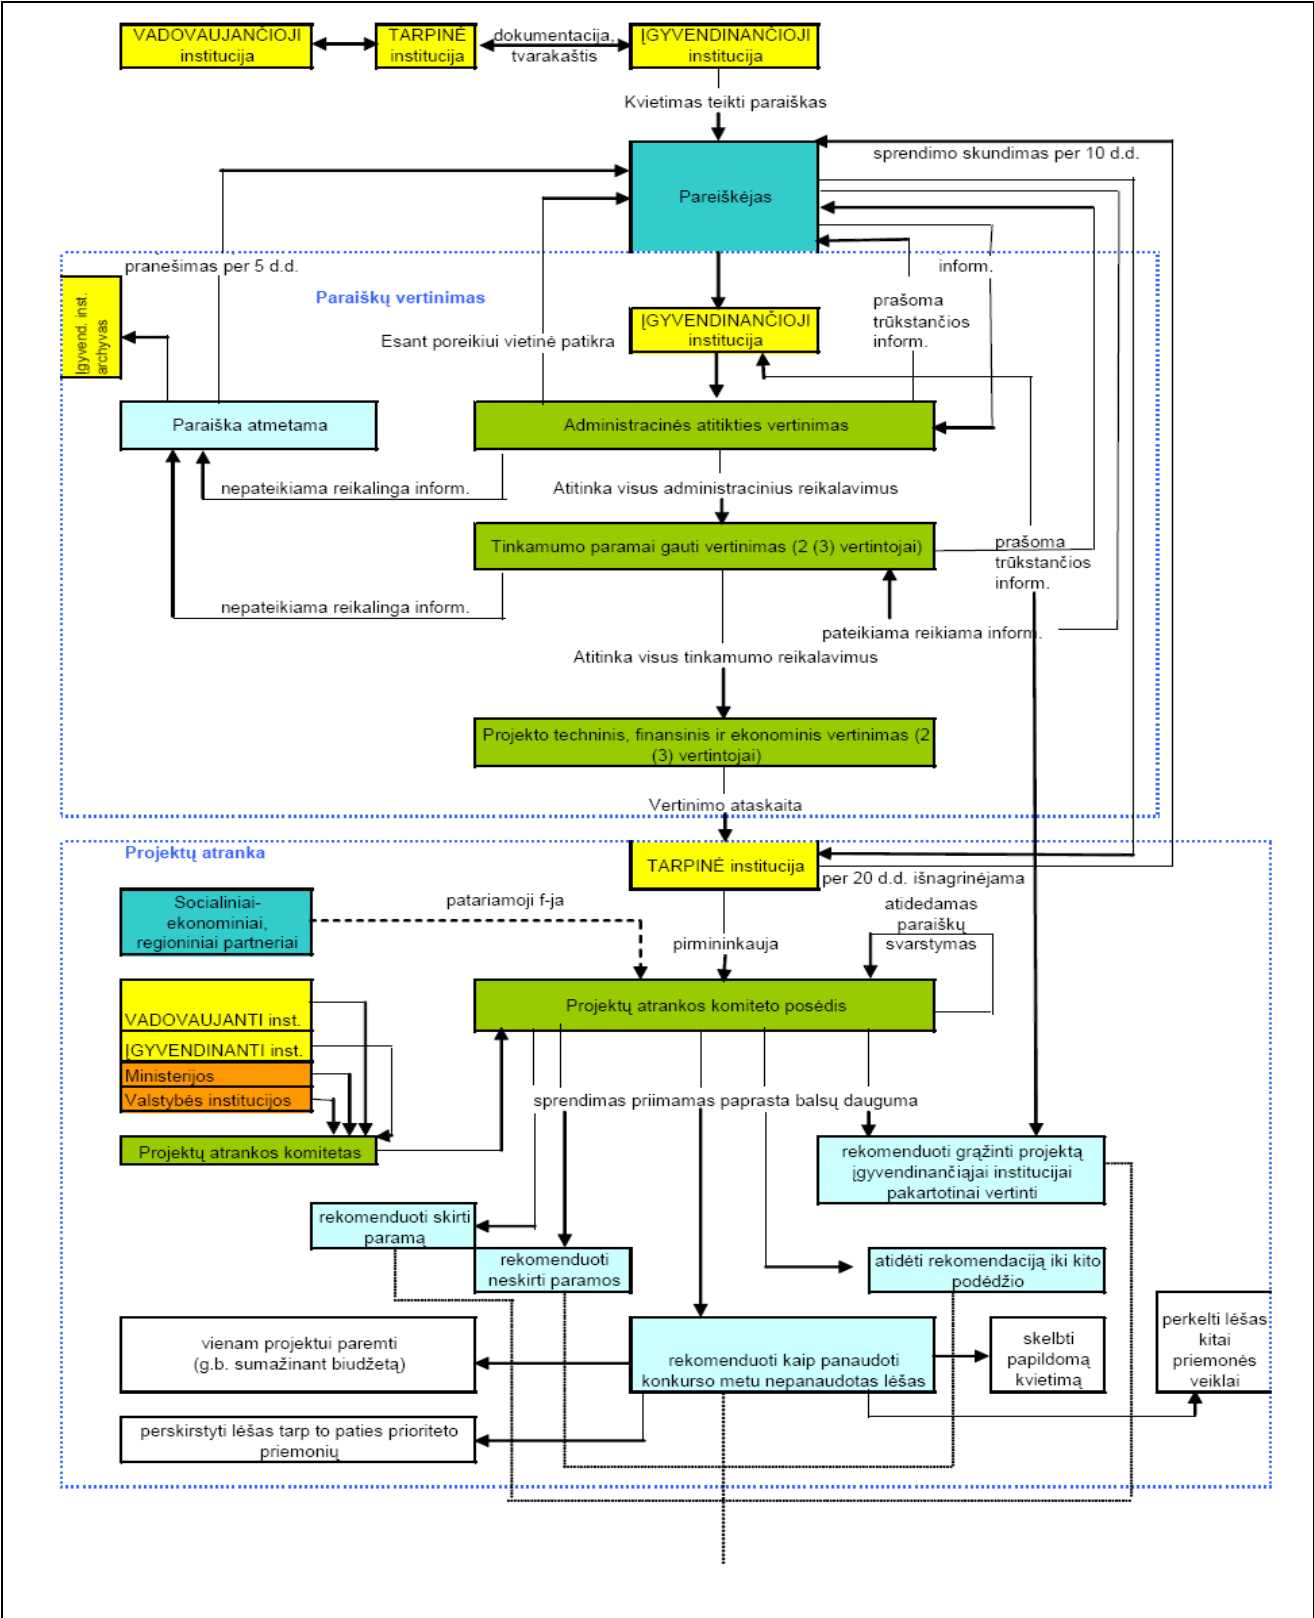 VADOVAUJANČIOJI
institucija
TARPINĖ
institucija
dokumentacija,
tvarakaštis
ĮGYVENDINANČIOJI
institucija
Kvietimas teikti paraiškas
sprendimo skundimas per 10 d.d.
Pareiškėjas
pranešimas per 5 d.d.
inform.
Paraiškų vertinimas
Įgyvend. inst.
archyvas
prašoma
trūkstančios
inform.
ĮGYVENDINANČIOJI
institucija
Esant poreikiui vietinė patikra
Paraiška atmetama
Administracinės atitikties vertinimas
nepateikiama reikalinga inform.
Atitinka visus administracinius reikalavimus
Tinkamumo paramai gauti vertinimas (2 (3) vertintojai)
prašoma
trūkstančios
inform.
nepateikiama reikalinga inform.
pateikiama reikiama inform.
Atitinka visus tinkamumo reikalavimus
Projekto techninis, finansinis ir ekonominis vertinimas (2
(3) vertintojai)
Vertinimo ataskaita
Projektų atranka
TARPINĖ institucija
per 20 d.d. išnagrinėjama
Socialiniai-
ekonominiai,
regioniniai partneriai
patariamoji f-ja
atidedamas
paraiškų
svarstymas
pirmininkauja
Projektų atrankos komiteto posėdis
VADOVAUJANTI inst.
ĮGYVENDINANTI inst.
Ministerijos
Valstybės institucijos
sprendimas priimamas paprasta balsų dauguma
Projektų atrankos komitetas
rekomenduoti grąžinti projektą
įgyvendinančiąjai institucijai
pakartotinai vertinti
rekomenduoti skirti
paramą
rekomenduoti
neskirti paramos
atidėti rekomendaciją iki kito
podėdžio
vienam projektui paremti
(g.b. sumažinant biudžetą)
rekomenduoti kaip panaudoti
konkurso metu nepanaudotas lėšas
skelbti
papildomą
kvietimą
perkelti lėšas
kitai
priemonės
veiklai
perskirstyti lėšas tarp to paties prioriteto
priemonių